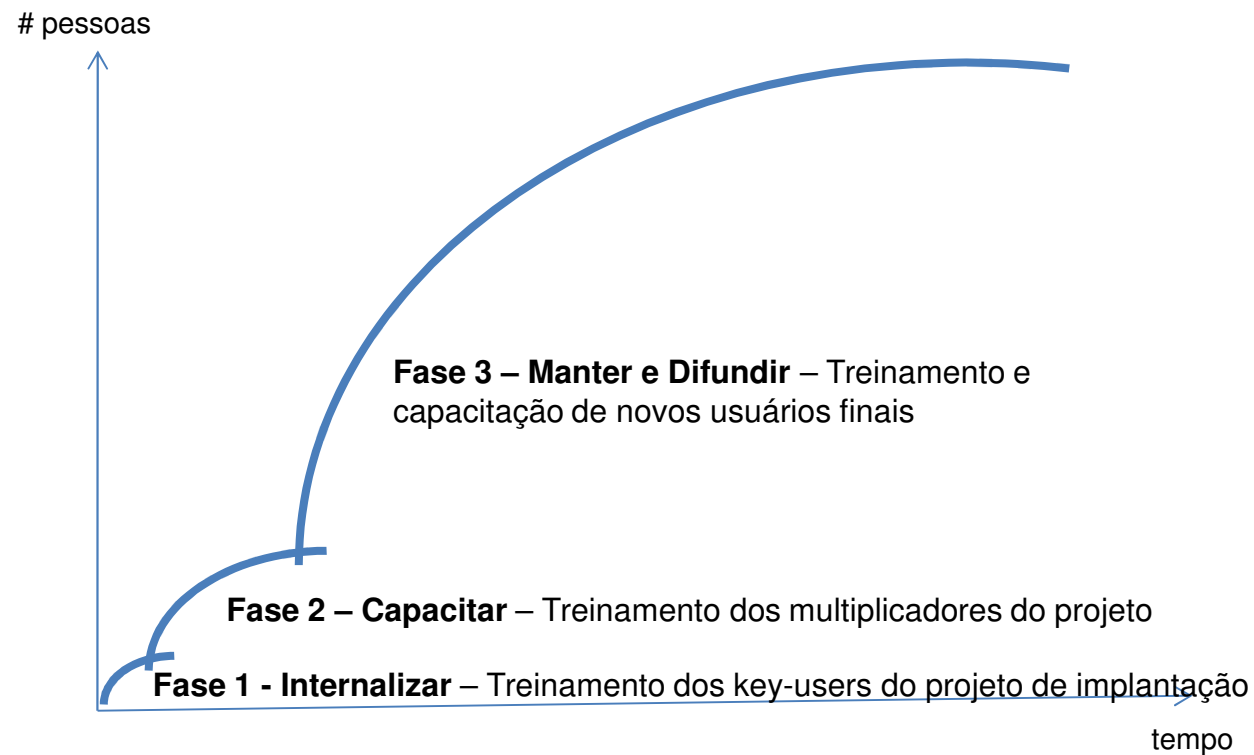 # pessoas
Fase 3 – Manter e Difundir – Treinamento e
capacitação de novos usuários finais
Fase 2 – Capacitar – Treinamento dos multiplicadores do projeto
Fase 1 - Internalizar – Treinamento dos key-users do projeto de implantação
tempo